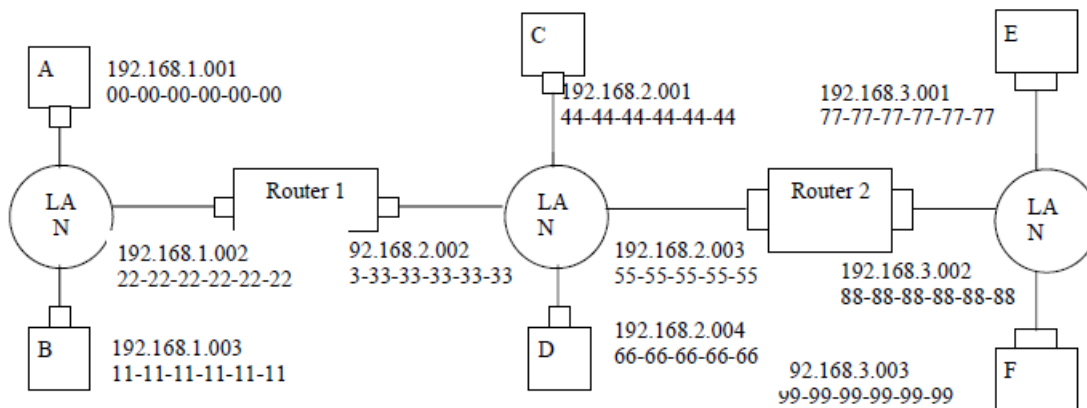 A
192.168.1.001
00-00-00-00-00-00
C
192.168.2.001
44-44-44-44-44-44
E
192.168.3.001
77-77-77-77-77-77
LA
N
Router 1
LA
N
Router 2
LA
N
192.168.1.002
22-22-22-22-22-22
92.168.2.002
3-33-33-33-33-33
192.168.2.003
55-55-55-55-55
192.168.3.002
88-88-88-88-88-88
B
192.168.1.003
11-11-11-11-11-11
D
192.168.2.004
66-66-66-66-66
92.168.3.003
99-99-99-99-99-99
F